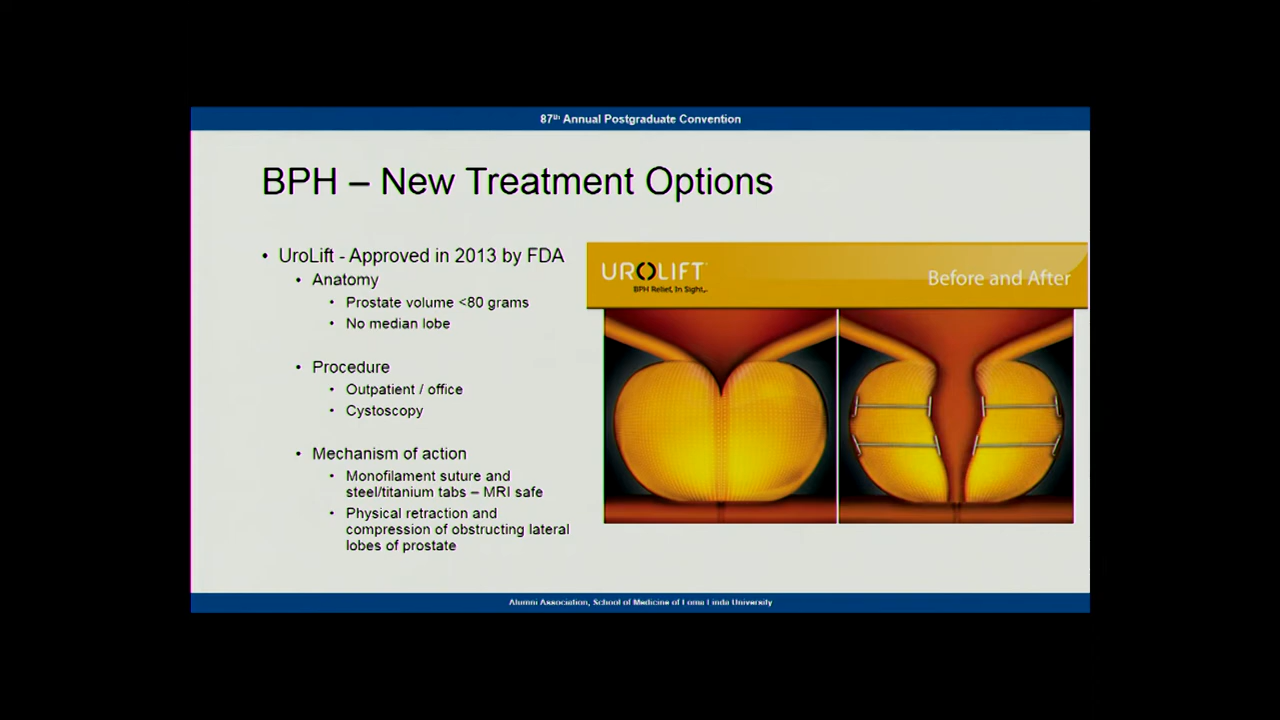 87th Annual Postgraduate Convention
BPH – New Treatment Options
• UroLift - Approved in 2013 by FDA
• Anatomy
• Prostate volume <80 grams
• No median lobe
• Procedure
• Outpatient / office
• Cystoscopy
• Mechanism of action
• Monofilament suture and
steel/titanium tabs – MRI safe
• Physical retraction and
compression of obstructing lateral
lobes of prostate
UROLIFT™
BPH Relief. In Sight.™
Before and After
Alumni Association, School of Medicine of Loma Linda University